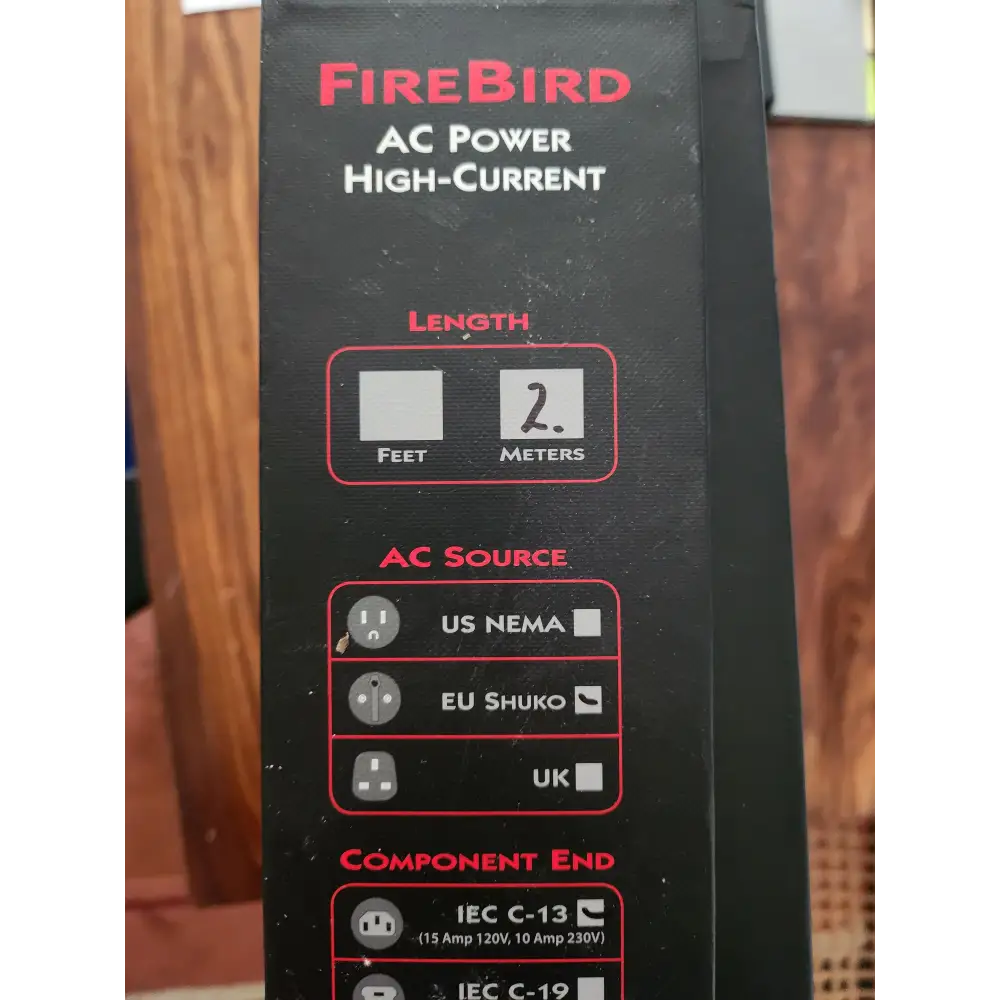 FIREBIRD
AC POWER
HIGH-CURRENT
LENGTH
2.
FEET METERS
AC SOURCE
US NEMA
EU SHUKO
UK
COMPONENT END
IEC C-13
(15 Amp 120V, 10 Amp 230V)
IEC C-19